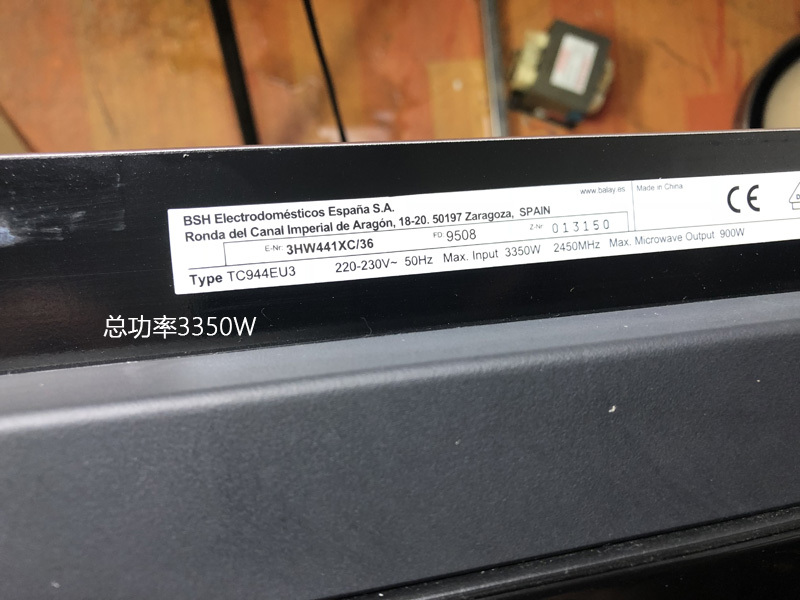 BSH Electrodomésticos España S.A.
www.balay.es
Made in China
Ronda del Canal Imperial de Aragón, 18-20. 50197 Zaragoza, SPAIN
E-Nr: 3HW441XC/36
FD 9508
Z-Nr 013150
CE
Type TC944EU3
220-230V~ 50Hz Max. Input 3350W 2450MHz Max. Microwave Output 900W
总功率3350W